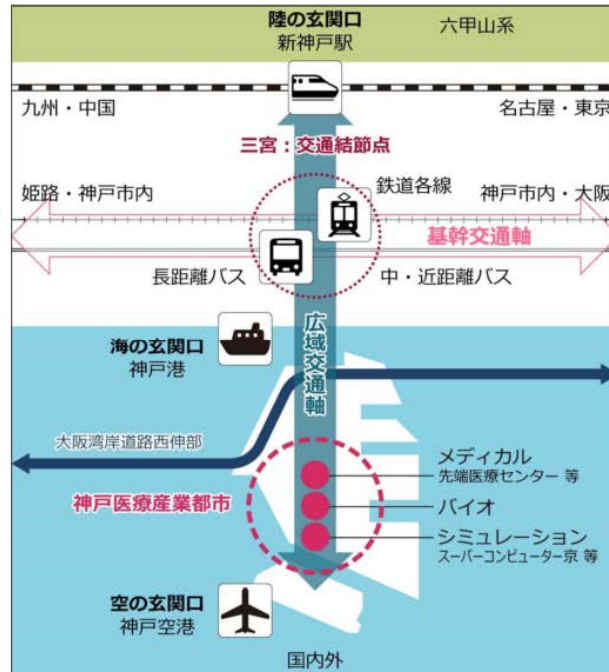 陸の玄関口
新神戸駅
六甲山系
九州・中国
名古屋・東京
三宮：交通結節点
鉄道各線
姫路・神戸市内
神戸市内・大阪
基幹交通軸
長距離バス
中・近距離バス
広域交通軸
海の玄関口
神戸港
大阪湾岸道路西伸部
メディカル
先端医療センター 等
神戸医療産業都市
バイオ
シミュレーション
スーパーコンピューター京 等
空の玄関口
神戸空港
国内外